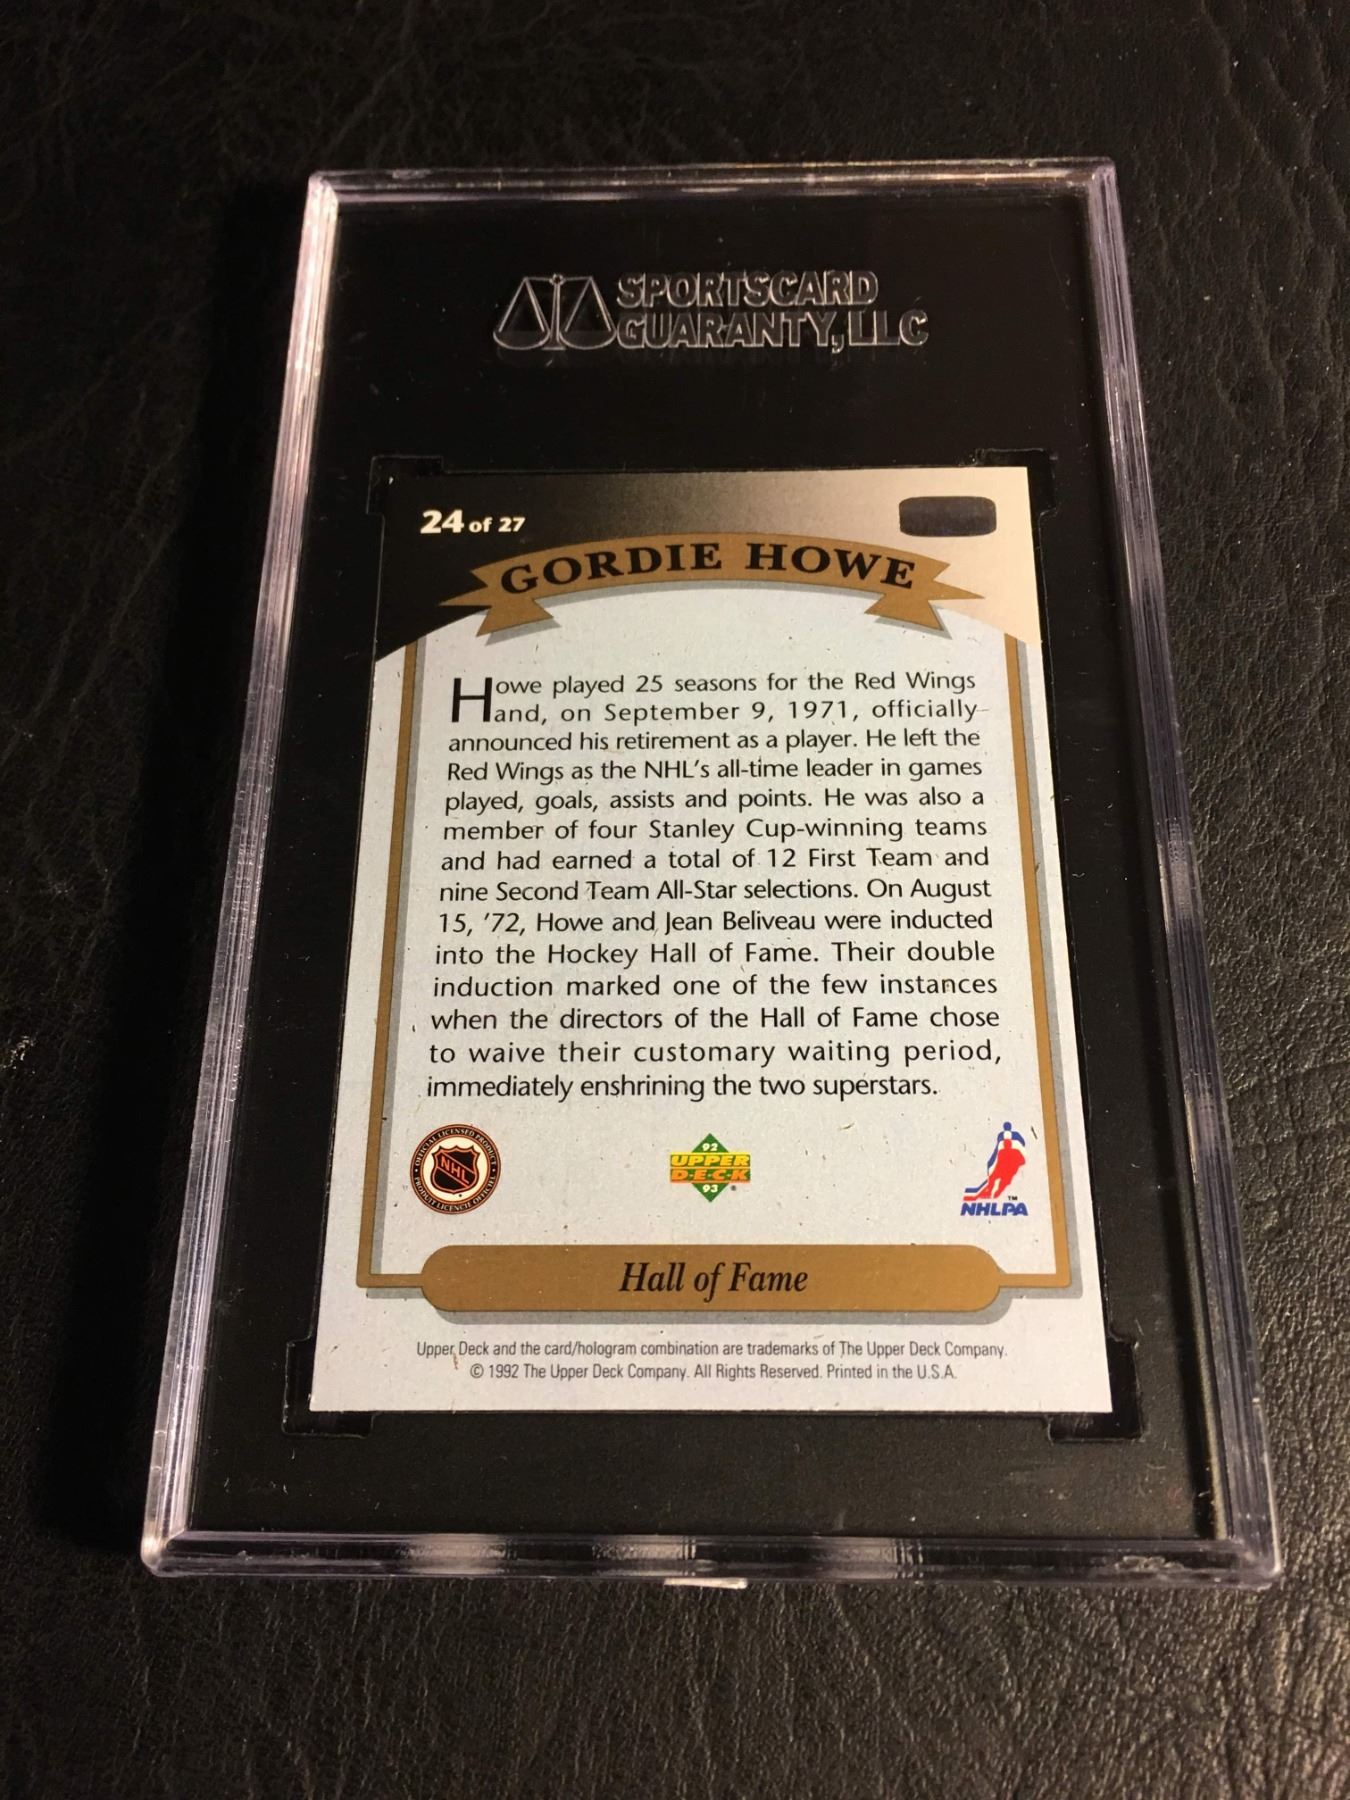 SPORTSCARD
GUARANTY, LLC
24 of 27
GORDIE HOWE
Howe played 25 seasons for the Red Wings
and, on September 9, 1971, officially
announced his retirement as a player. He left the
Red Wings as the NHL's all-time leader in games
played, goals, assists and points. He was also a
member of four Stanley Cup-winning teams
and had earned a total of 12 First Team and
nine Second Team All-Star selections. On August
15, '72, Howe and Jean Beliveau were inducted
into the Hockey Hall of Fame. Their double
induction marked one of the few instances
when the directors of the Hall of Fame chose
to waive their customary waiting period,
immediately enshrining the two superstars.
OFFICIAL LICENSED PRODUCT
NHL
PRODUIT LICENCIE OFFICIEL
92
UPPER
D·E·C·K
93 ®
TM
NHLPA
Hall of Fame
Upper Deck and the card/hologram combination are trademarks of The Upper Deck Company.
© 1992 The Upper Deck Company. All Rights Reserved. Printed in the U.S.A.